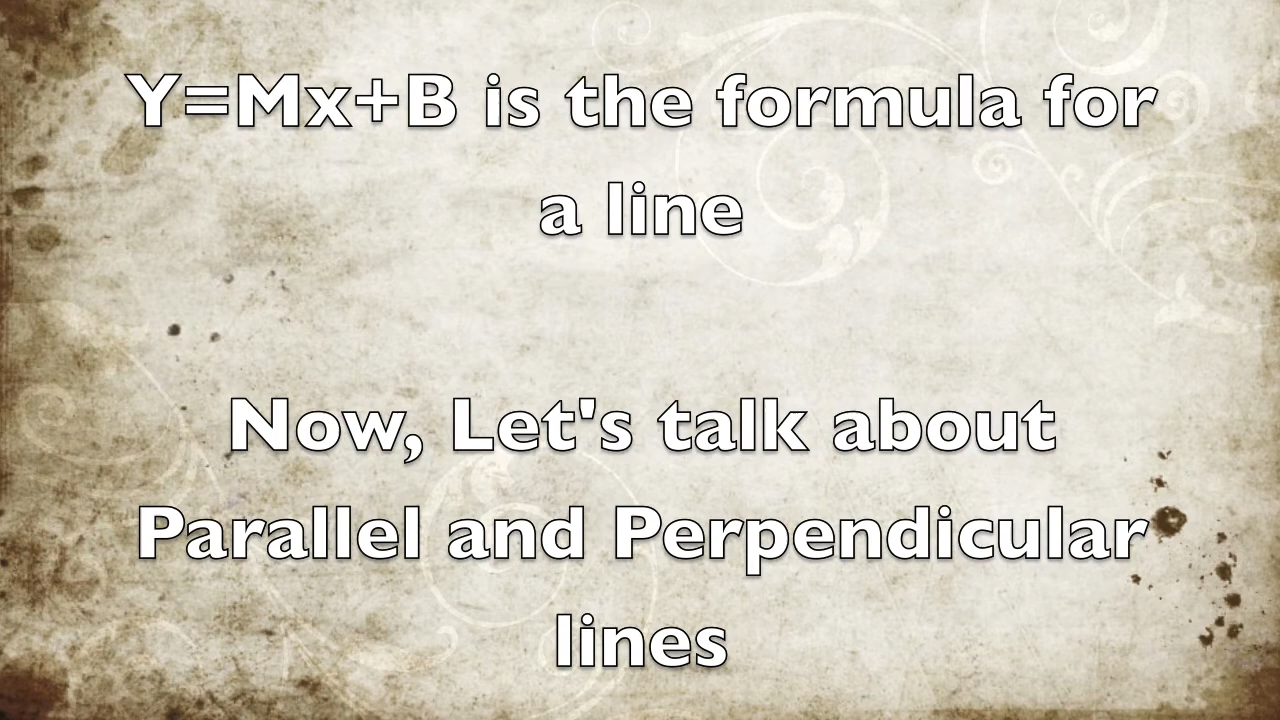 Y=Mx+B is the formula for
a line
Now, Let's talk about
Parallel and Perpendicular
lines